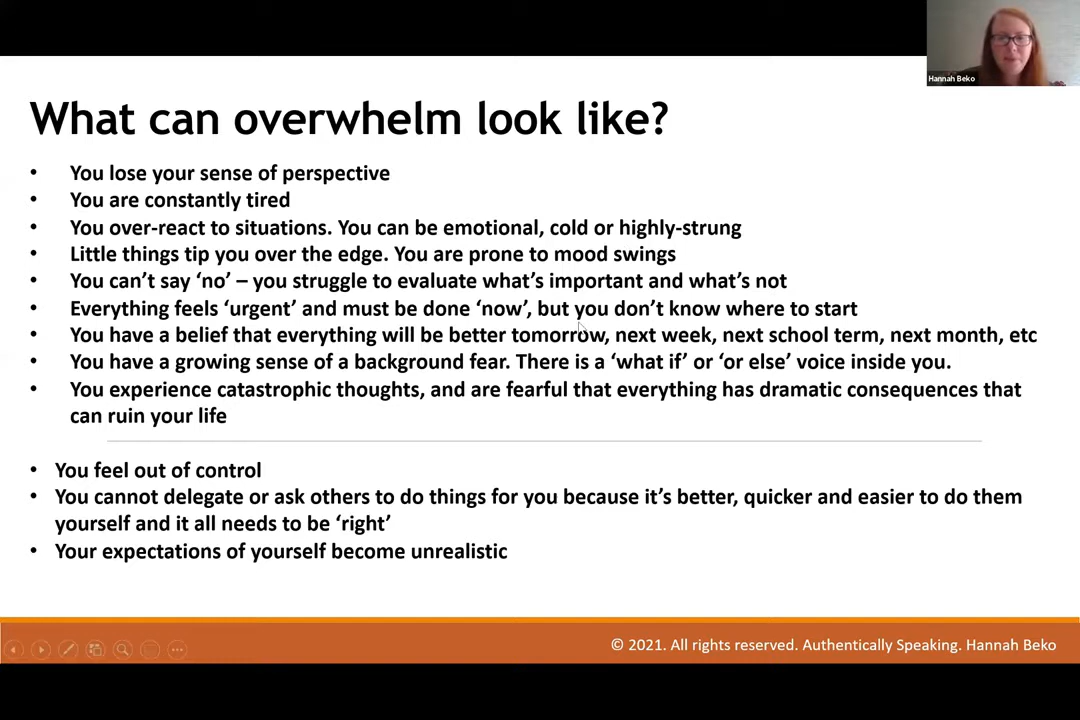 Hannah Beko
What can overwhelm look like?
• You lose your sense of perspective
• You are constantly tired
• You over-react to situations. You can be emotional, cold or highly-strung
• Little things tip you over the edge. You are prone to mood swings
• You can’t say ‘no’ – you struggle to evaluate what’s important and what’s not
• Everything feels ‘urgent’ and must be done ‘now’, but you don’t know where to start
• You have a belief that everything will be better tomorrow, next week, next school term, next month, etc
• You have a growing sense of a background fear. There is a ‘what if’ or ‘or else’ voice inside you.
• You experience catastrophic thoughts, and are fearful that everything has dramatic consequences that
can ruin your life
• You feel out of control
• You cannot delegate or ask others to do things for you because it’s better, quicker and easier to do them
yourself and it all needs to be ‘right’
• Your expectations of yourself become unrealistic
© 2021. All rights reserved. Authentically Speaking. Hannah Beko